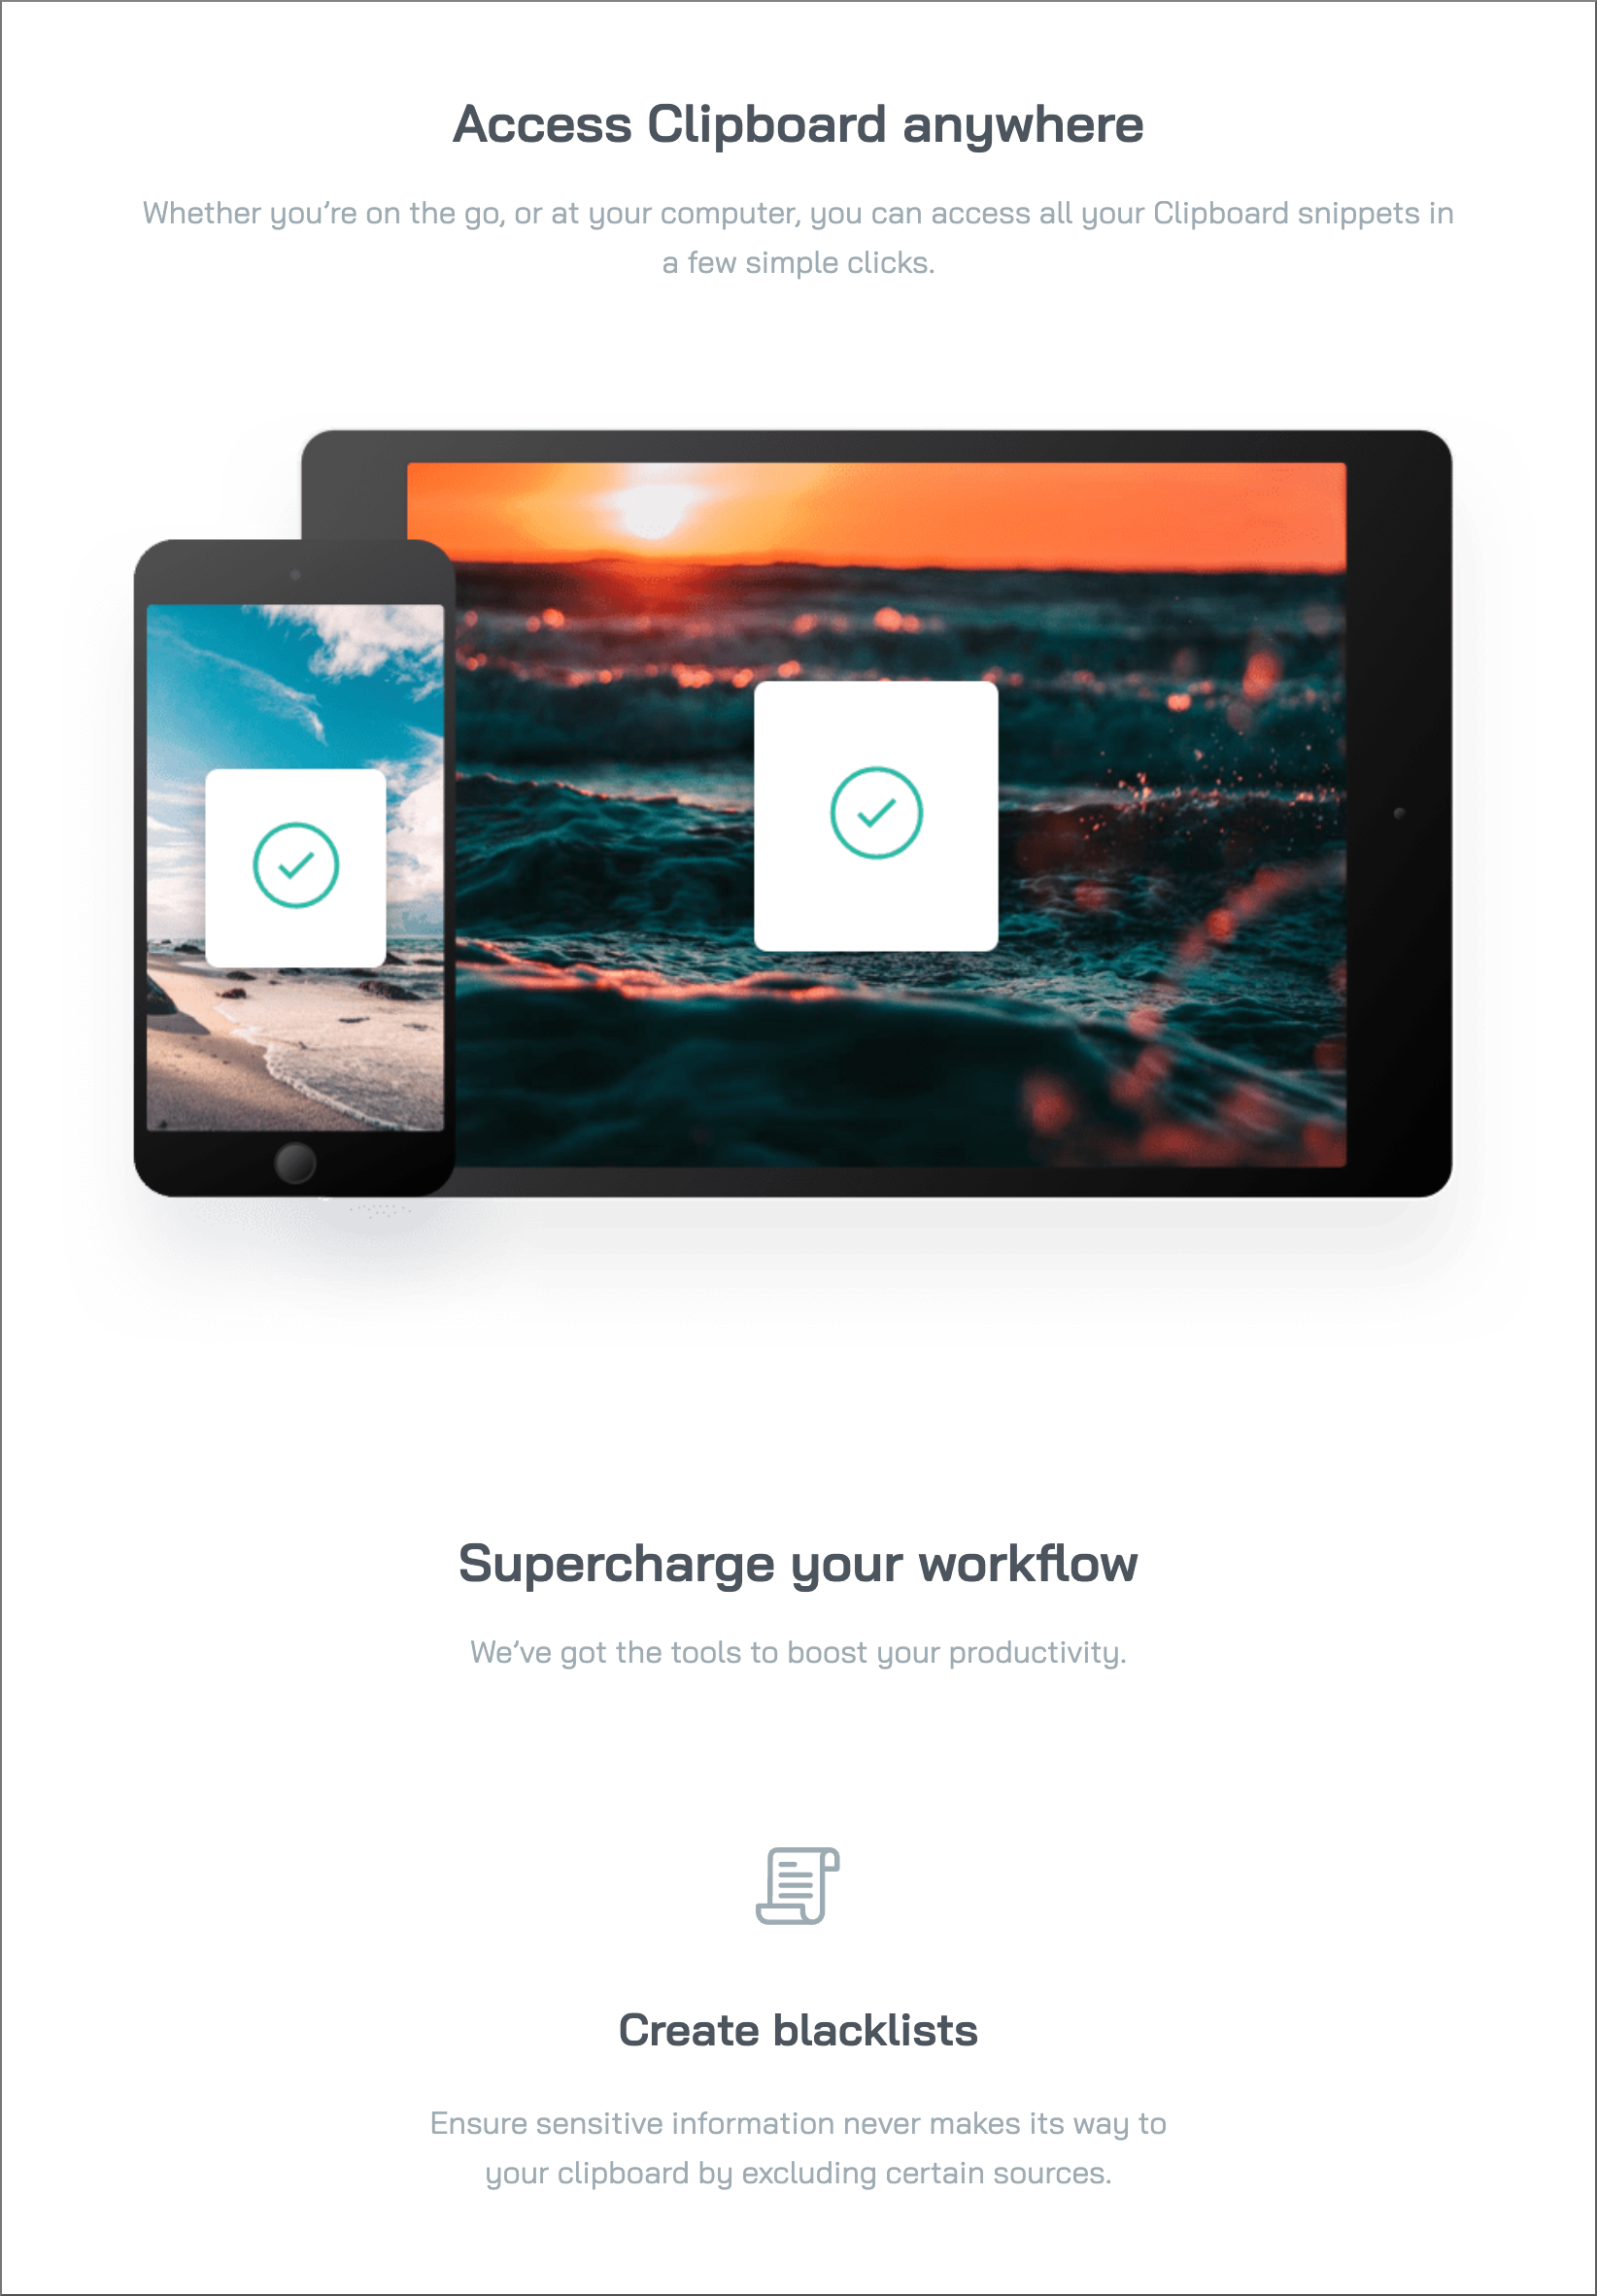 Access Clipboard anywhere
Whether you’re on the go, or at your computer, you can access all your Clipboard snippets in
a few simple clicks.
Supercharge your workflow
We’ve got the tools to boost your productivity.
Create blacklists
Ensure sensitive information never makes its way to
your clipboard by excluding certain sources.